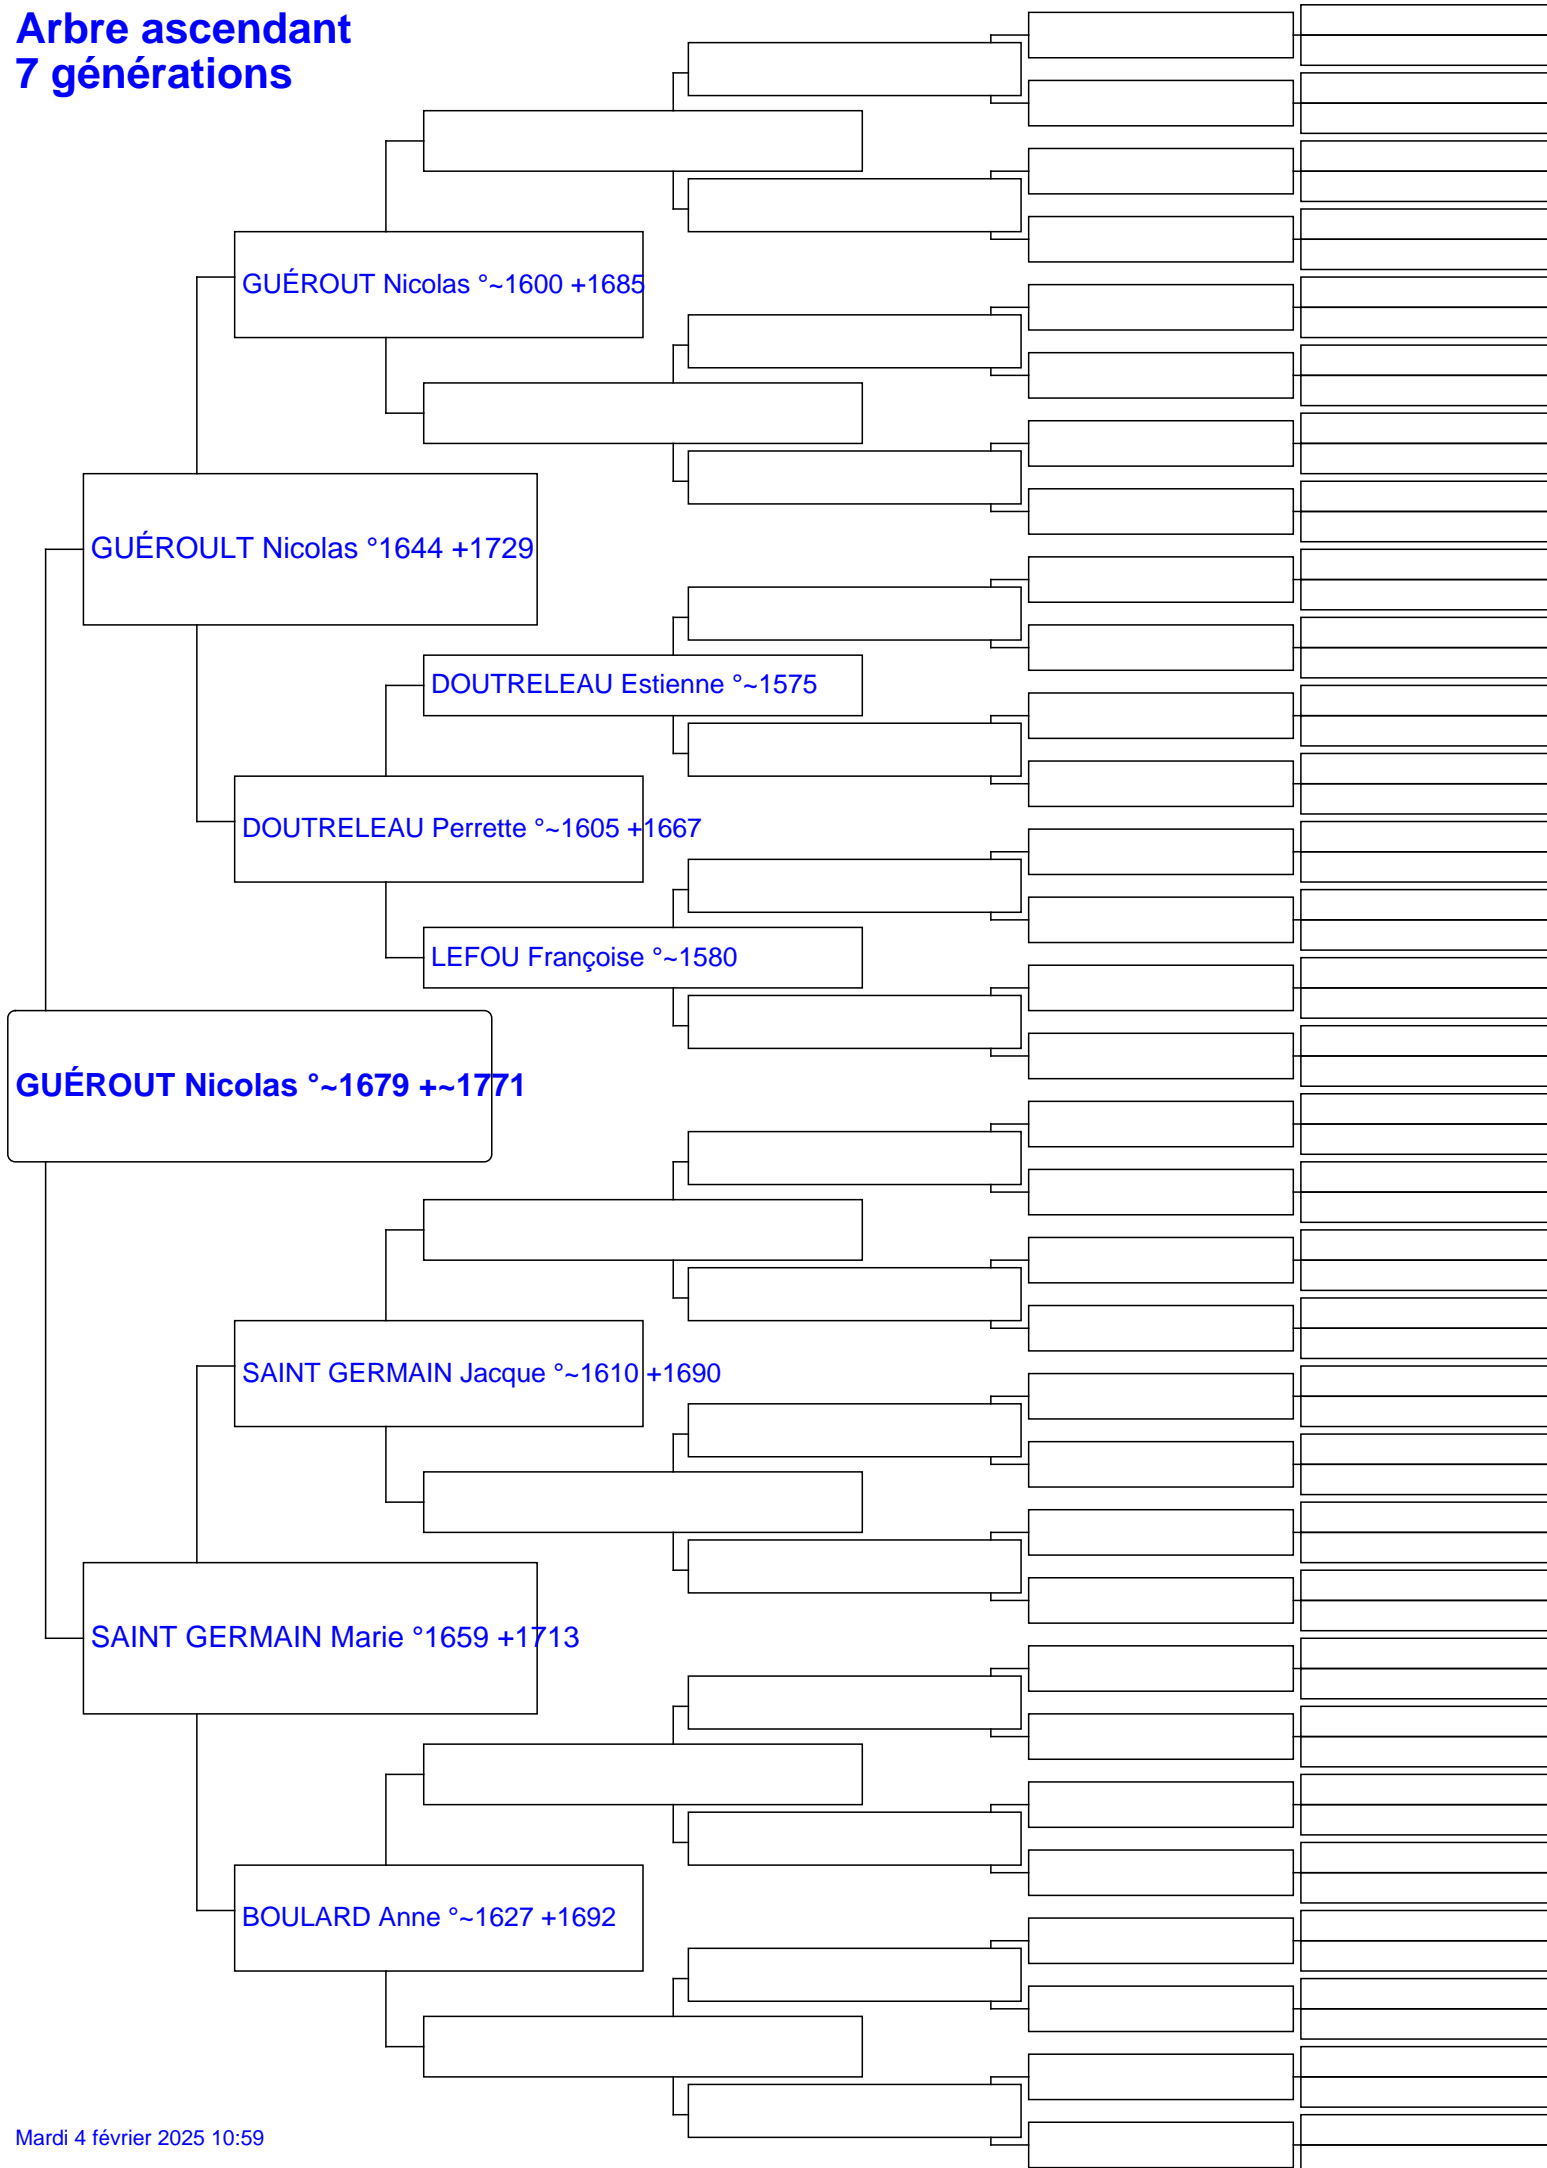 Arbre ascendant
7 générations
GUÉROUT Nicolas °~1600 +1685
GUÉROULT Nicolas °1644 +1729
DOUTRELEAU Estienne °~1575
DOUTRELEAU Perrette °~1605 +1667
LEFOU Françoise °~1580
GUÉROUT Nicolas °~1679 +~1771
SAINT GERMAIN Jacque °~1610 +1690
SAINT GERMAIN Marie °1659 +1713
BOULARD Anne °~1627 +1692
Mardi 4 février 2025 10:59